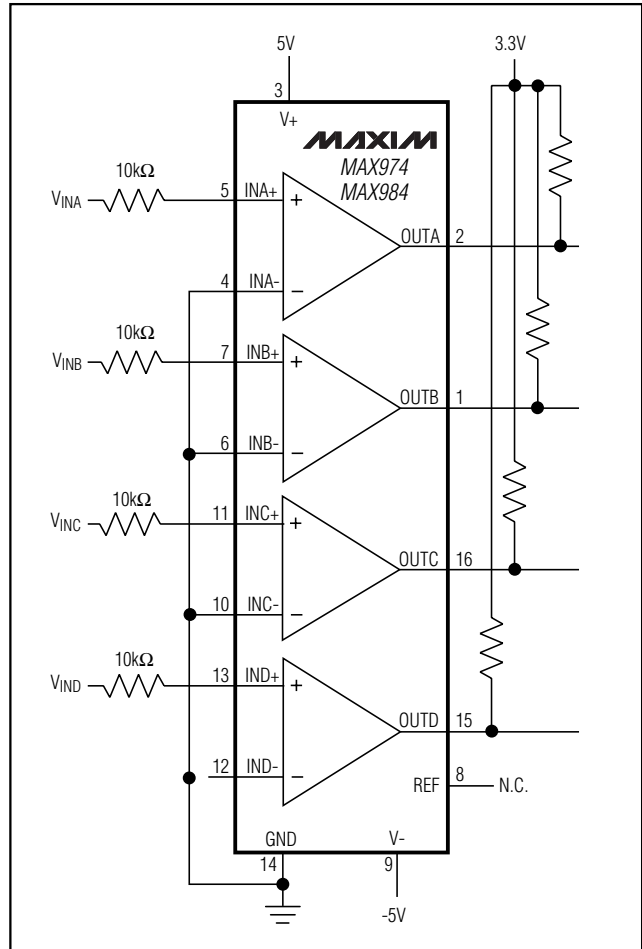 5V
3.3V
3
V+
MAXIM
MAX974
MAX984
10kΩ
VINA
5
INA+
+
OUTA
2
4
INA-
−
10kΩ
VINB
7
INB+
+
OUTB
1
6
INB-
−
10kΩ
VINC
11
INC+
+
OUTC
16
10
INC-
−
10kΩ
VIND
13
IND+
+
OUTD
15
12
IND-
−
REF
8
N.C.
GND
V-
14
9
-5V